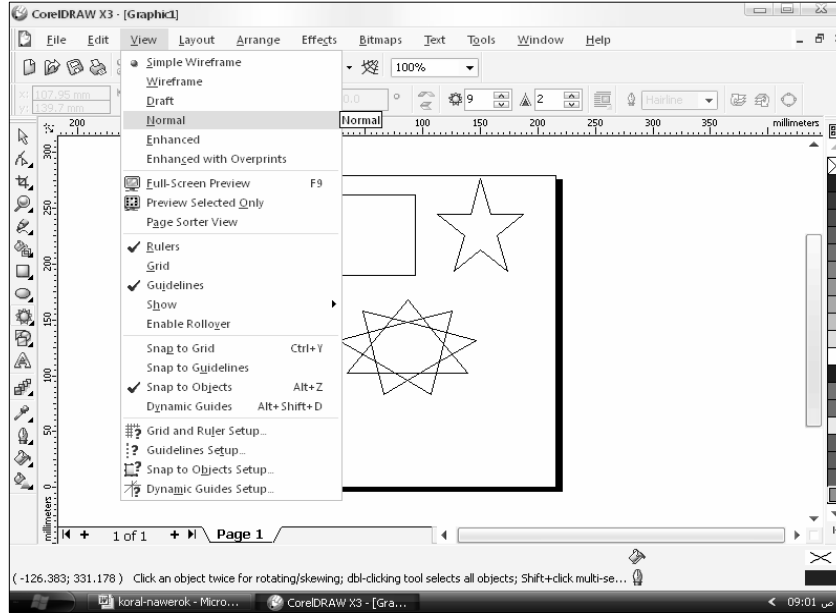 CorelDRAW X3 - [Graphic1]
File Edit View Layout Arrange Effects Bitmaps Text Tools Window Help
100%
x: 107.95 mm
y: 139.7 mm
0.0 ° 9 2 Hairline
200 100 150 200 250 300 350 millimeters
Simple Wireframe
Wireframe
Draft
Normal
Normal
Enhanced
Enhanced with Overprints
Full-Screen Preview F9
Preview Selected Only
Page Sorter View
Rulers
Grid
Guidelines
Show
Enable Rollover
Snap to Grid Ctrl+Y
Snap to Guidelines
Snap to Objects Alt+Z
Dynamic Guides Alt+Shift+D
Grid and Ruler Setup...
Guidelines Setup...
Snap to Objects Setup...
Dynamic Guides Setup...
200
150
100
50
0
millimeters
1 of 1 Page 1
( -126.383; 331.178 ) Click an object twice for rotating/skewing; dbl-clicking tool selects all objects; Shift+click multi-se...
koral-nawerok - Micro... CorelDRAW X3 - [Gra... 09:01 ص